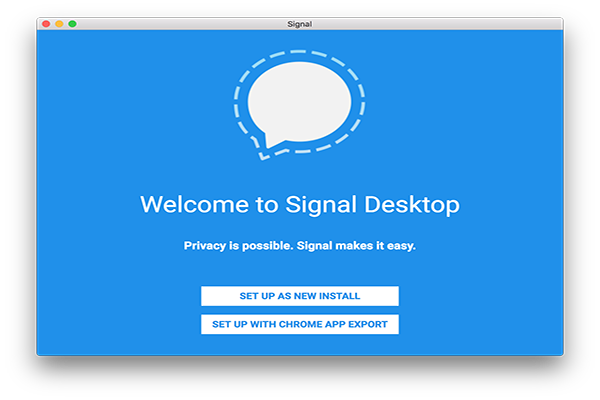 Signal
Welcome to Signal Desktop
Privacy is possible. Signal makes it easy.
SET UP AS NEW INSTALL
SET UP WITH CHROME APP EXPORT